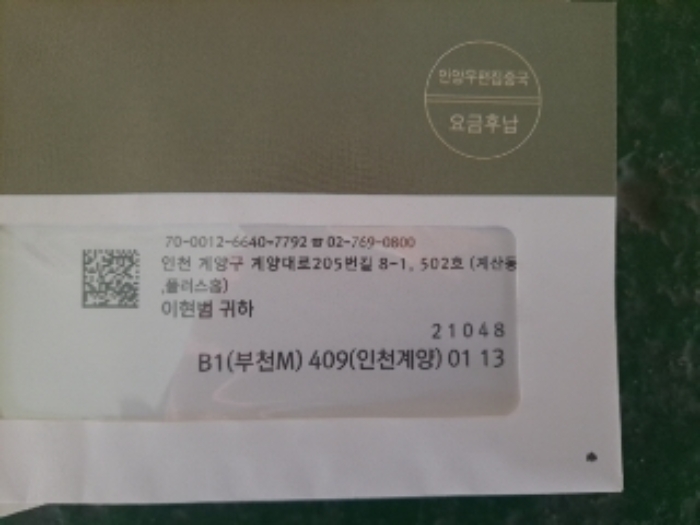 안양우편집중국
요금후납
70-0012-6640-7792 ☎ 02-769-0800
인천 계양구 계양대로205번길 8-1, 502호 (계산동
,플러스홈)
이현범 귀하
21048
B1(부천M) 409(인천계양) 01 13